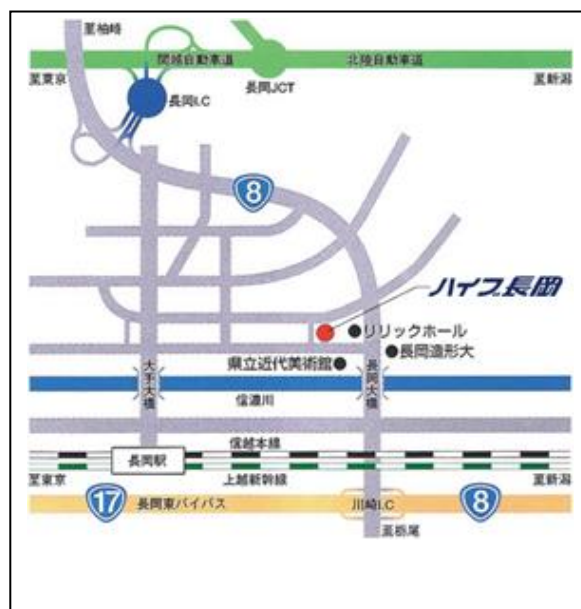 至柏崎
関越自動車道
北陸自動車道
至東京
長岡JCT
至新潟
長岡I.C
8
ハイブ長岡
リリックホール
長岡造形大
県立近代美術館
大手大橋
長岡大橋
信濃川
信越本線
長岡駅
至東京
上越新幹線
至新潟
17
長岡東バイパス
川崎I.C
8
至栃尾